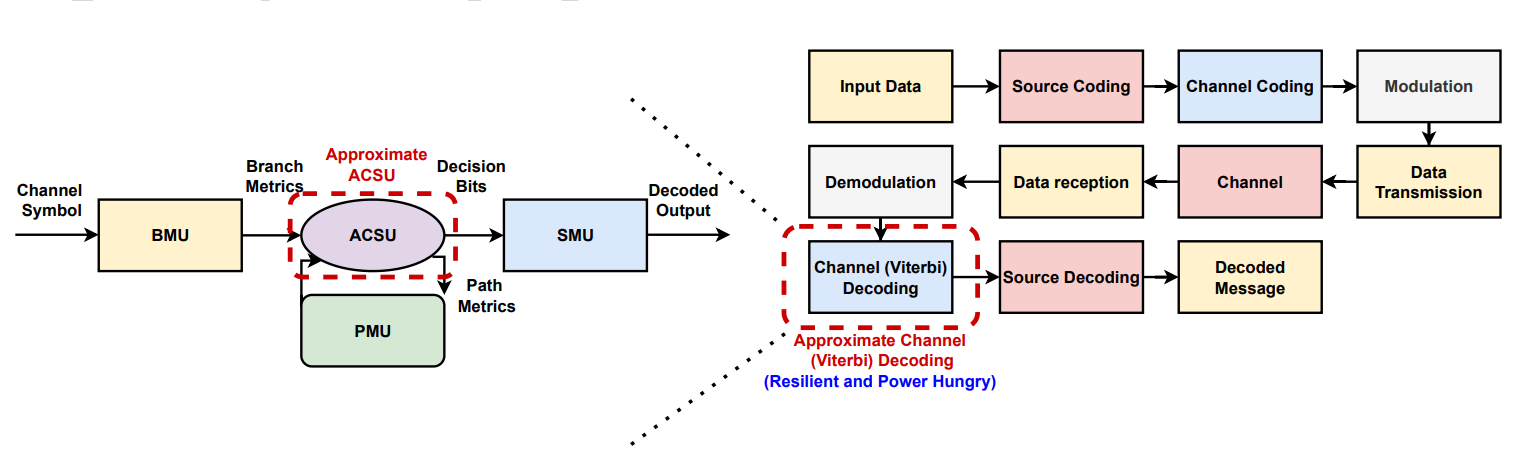 Channel
Symbol
BMU
Branch
Metrics
Approximate
ACSU
ACSU
Decision
Bits
SMU
Decoded
Output
Path
Metrics
PMU
Input Data
Source Coding
Channel Coding
Modulation
Demodulation
Data reception
Channel
Data
Transmission
Channel (Viterbi)
Decoding
Source Decoding
Decoded
Message
Approximate Channel
(Viterbi) Decoding
(Resilient and Power Hungry)